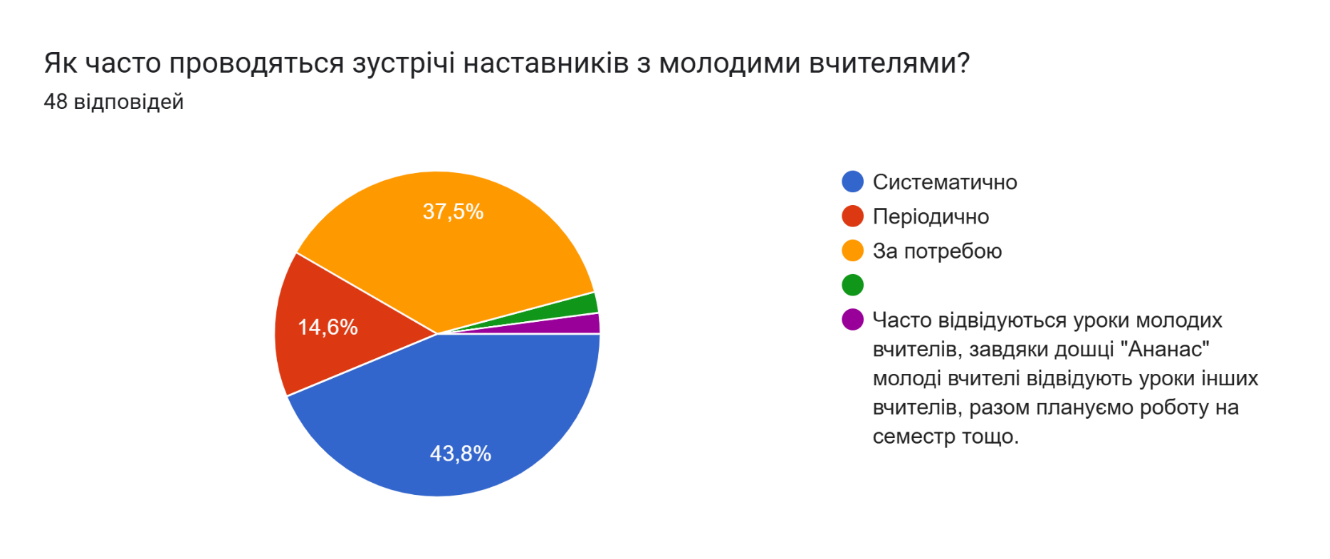 Як часто проводяться зустрічі наставників з молодими вчителями?
48 відповідей
37,5%
14,6%
43,8%
Систематично
Періодично
За потребою
Часто відвідуються уроки молодих
вчителів, завдяки дошці "Ананас"
молоді вчителі відвідують уроки інших
вчителів, разом плануємо роботу на
семестр тощо.